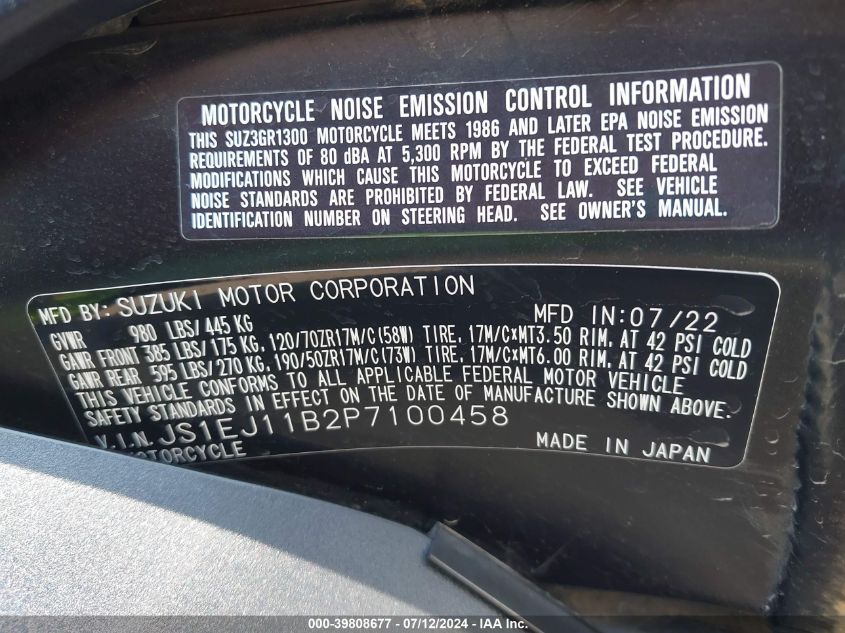 MOTORCYCLE NOISE EMISSION CONTROL INFORMATION
THIS SUZ3GR1300 MOTORCYCLE MEETS 1986 AND LATER EPA NOISE EMISSION
REQUIREMENTS OF 80 dBA AT 5,300 RPM BY THE FEDERAL TEST PROCEDURE.
MODIFICATIONS WHICH CAUSE THIS MOTORCYCLE TO EXCEED FEDERAL
NOISE STANDARDS ARE PROHIBITED BY FEDERAL LAW. SEE VEHICLE
IDENTIFICATION NUMBER ON STEERING HEAD. SEE OWNER'S MANUAL.
MFD BY: SUZUKI MOTOR CORPORATION MFD IN: 07/22
GVWR 980 LBS/ 445 KG
GAWR FRONT 385 LBS/ 175 KG, 120/70ZR17M/C(58W) TIRE, 17M/C×MT3.50 RIM, AT 42 PSI COLD
GAWR REAR 595 LBS/ 270 KG, 190/50ZR17M/C(73W) TIRE, 17M/C×MT6.00 RIM, AT 42 PSI COLD
THIS VEHICLE CONFORMS TO ALL APPLICABLE FEDERAL MOTOR VEHICLE
SAFETY STANDARDS IN EFFECT ON THE DATE OF MANUFACTURE SHOWN ABOVE.
V.I.N. JS1EJ11B2P7100458
MOTORCYCLE MADE IN JAPAN
000-39808677 - 07/12/2024 - IAA Inc.